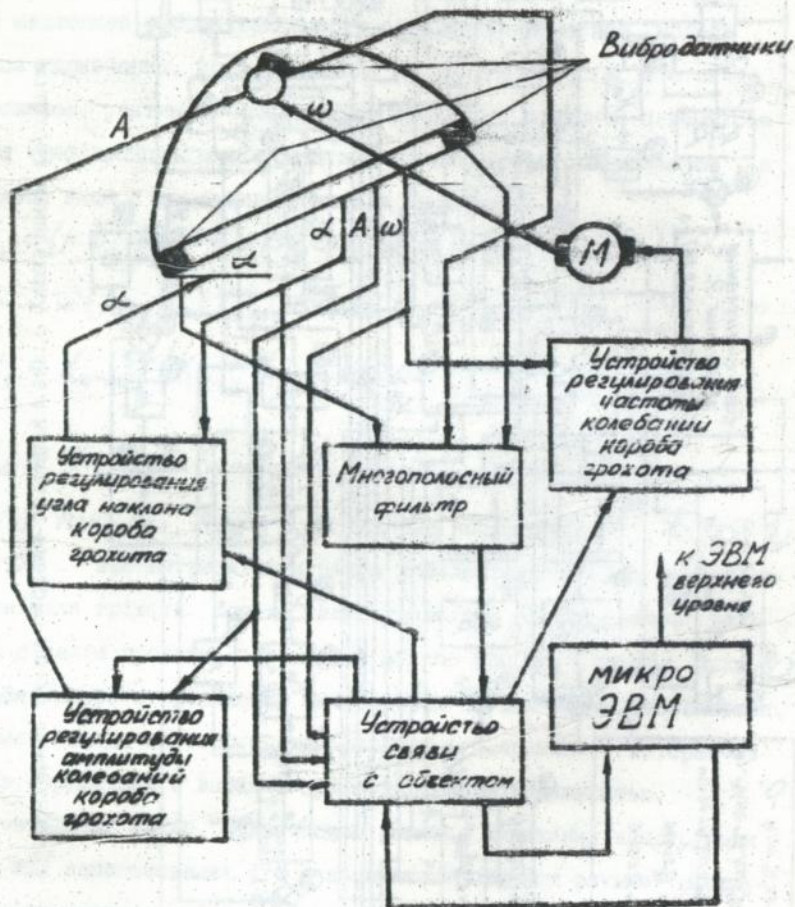 Вибродатчики
A
ω
α A ω
α
α
М
Устройство
регулирования
частоты
колебаний
короба
грохота
Устройство
регулирования
угла наклона
короба
грохита
Многополосный
фильтр
к ЭВМ
верхнего
уровня
микро
ЭВМ
Устройство
регулирования
амплитуды
колебаний
короба
грохота
Устройство
связи
с объектом